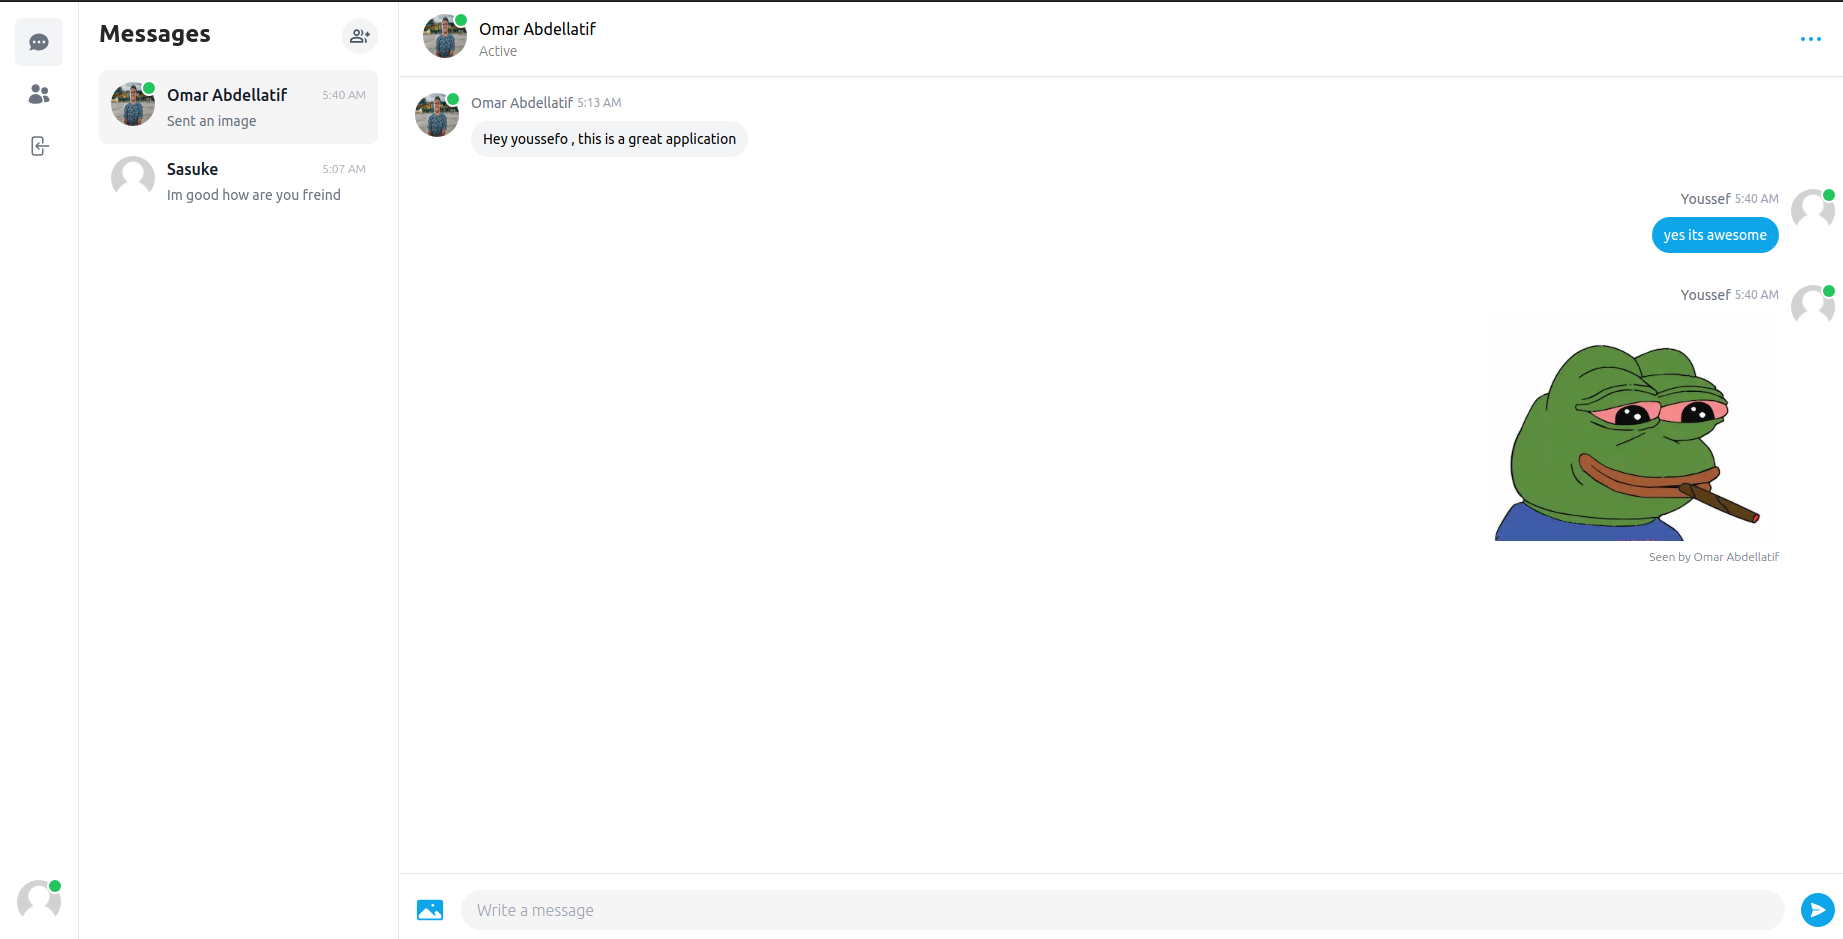 Messages
Omar Abdellatif 5:40 AM
Sent an image
Sasuke 5:07 AM
Im good how are you freind
Omar Abdellatif
Active
Omar Abdellatif 5:13 AM
Hey youssefo , this is a great application
Youssef 5:40 AM
yes its awesome
Youssef 5:40 AM
Seen by Omar Abdellatif
Write a message